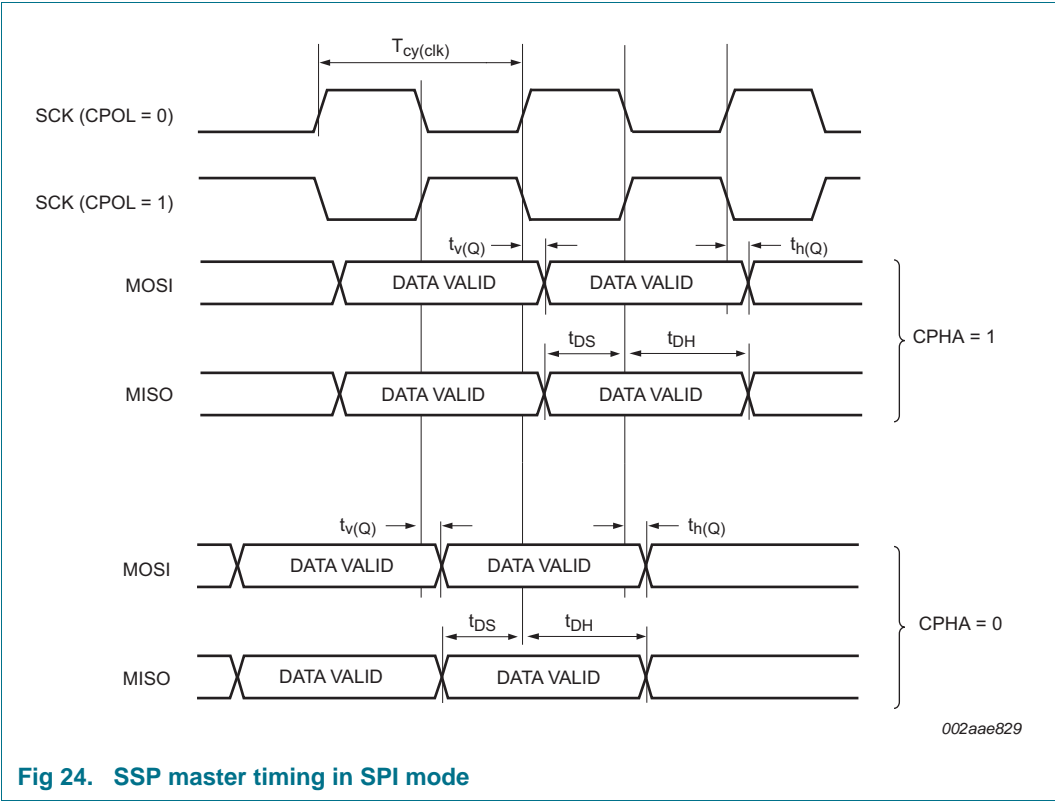 Tcy(clk)
SCK (CPOL = 0)
SCK (CPOL = 1)
tv(Q) th(Q)
MOSI DATA VALID DATA VALID
tDS tDH
CPHA = 1
MISO DATA VALID DATA VALID
tv(Q) th(Q)
MOSI DATA VALID DATA VALID
tDS tDH
CPHA = 0
MISO DATA VALID DATA VALID
002aae829
Fig 24. SSP master timing in SPI mode